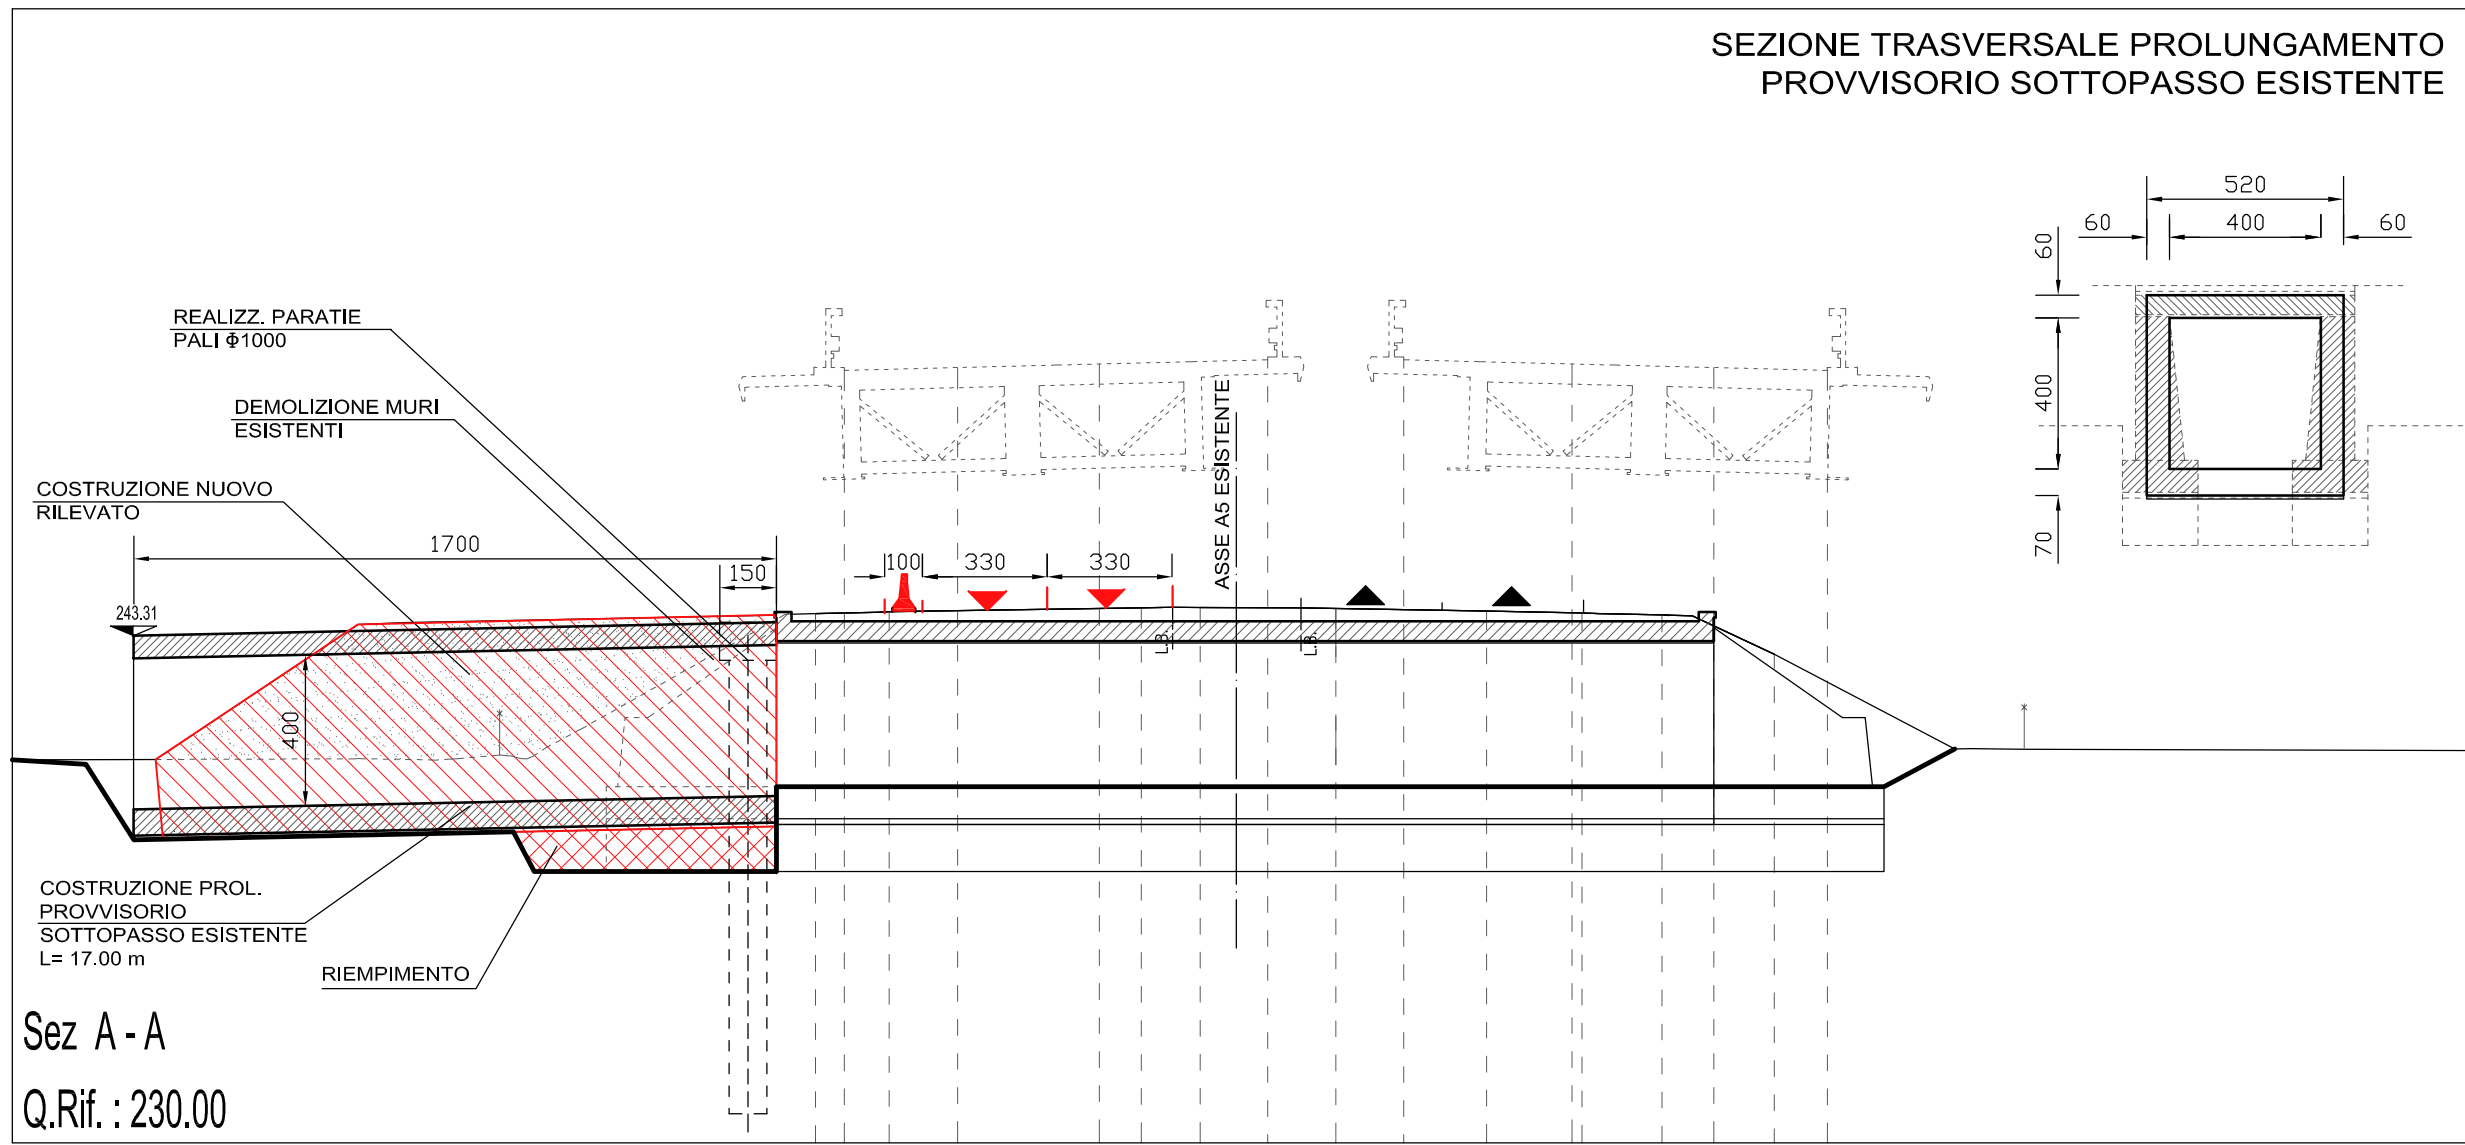 SEZIONE TRASVERSALE PROLUNGAMENTO
PROVVISORIO SOTTOPASSO ESISTENTE
520
60 400 60
60
400
70
REALIZZ. PARATIE
PALI Φ1000
DEMOLIZIONE MURI
ESISTENTI
COSTRUZIONE NUOVO
RILEVATO
1700
150
100
330
330
ASSE A5 ESISTENTE
243.31
L.B.
L.B.
400
COSTRUZIONE PROL.
PROVVISORIO
SOTTOPASSO ESISTENTE
L= 17.00 m
RIEMPIMENTO
Sez A - A
Q.Rif. : 230.00